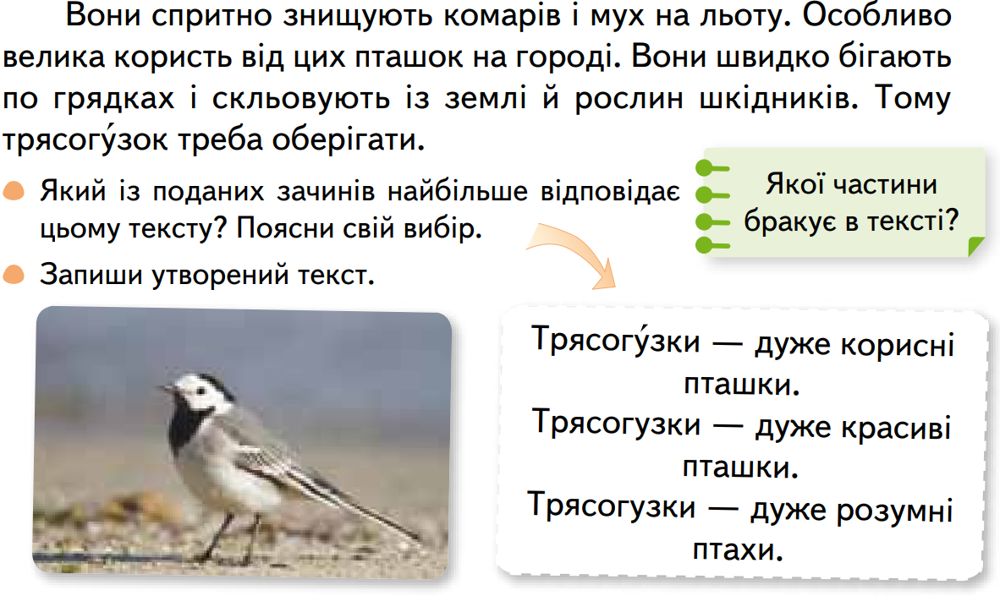 Вони спритно знищують комарів і мух на льоту. Особливо
велика користь від цих пташок на городі. Вони швидко бігають
по грядках і скльовують із землі й рослин шкідників. Тому
трясогу́зок треба оберігати.
Який із поданих зачинів найбільше відповідає
цьому тексту? Поясни свій вибір.
Запиши утворений текст.
Якої частини
бракує в тексті?
Трясогу́зки — дуже корисні
пташки.
Трясогузки — дуже красиві
пташки.
Трясогузки — дуже розумні
птахи.